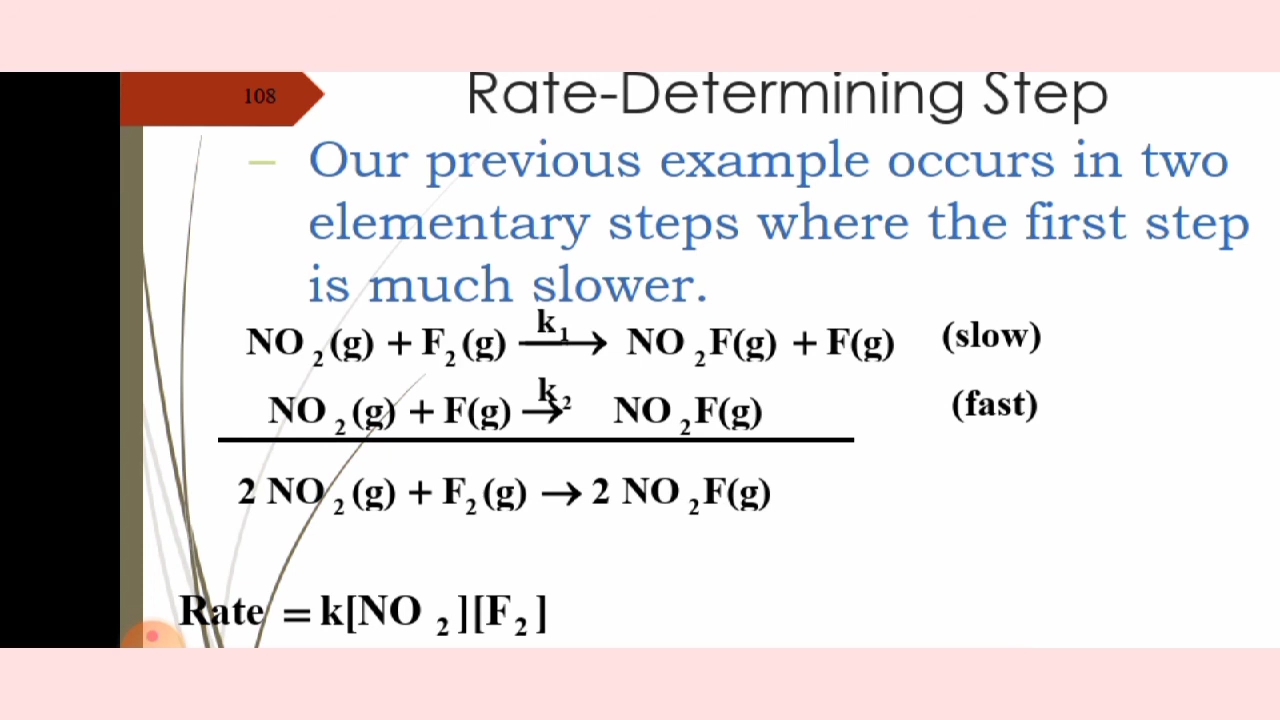 108
Rate-Determining Step
– Our previous example occurs in two
elementary steps where the first step
is much slower.
NO₂(g) + F₂(g) —k₁→ NO₂F(g) + F(g) (slow)
NO₂(g) + F(g) —k₂→ NO₂F(g) (fast)
2 NO₂(g) + F₂(g) → 2 NO₂F(g)
Rate = k[NO₂][F₂]